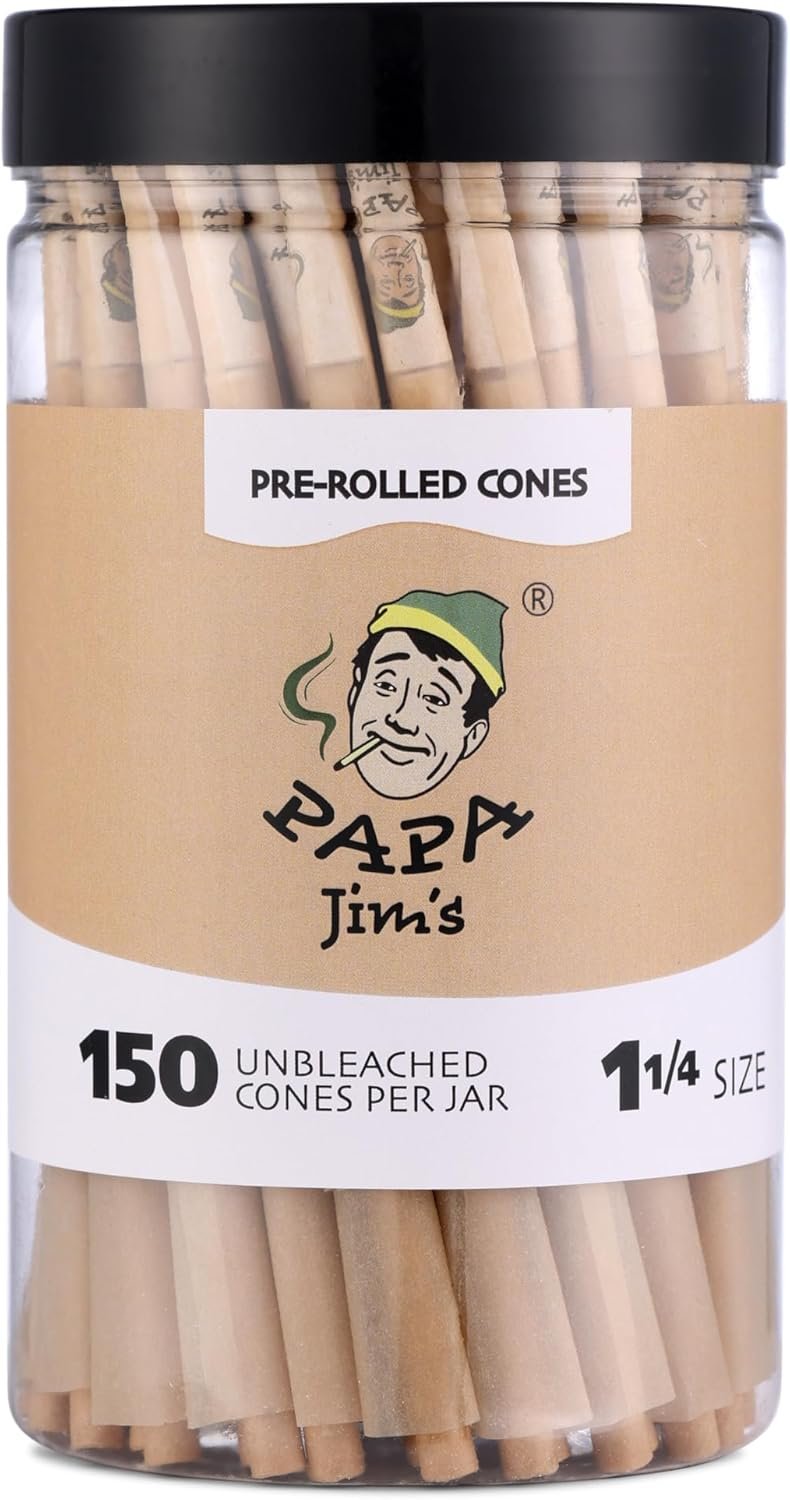 PRE-ROLLED CONES
®
PAPA
Jim's
150 UNBLEACHED
CONES PER JAR
1 1/4 SIZE